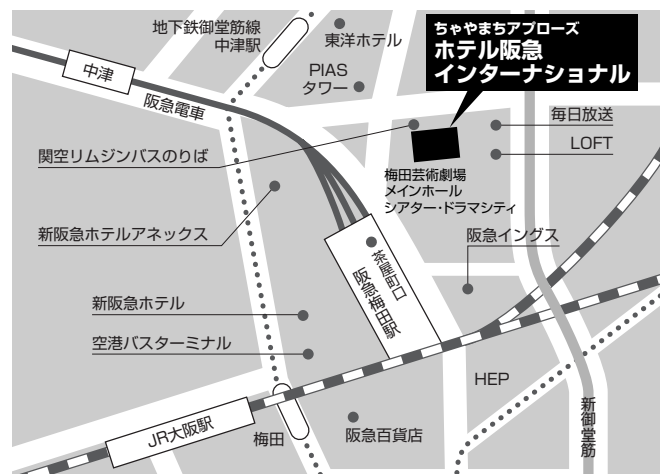 地下鉄御堂筋線
中津駅
東洋ホテル
ちゃやまちアプローズ
ホテル阪急
インターナショナル
中津
PIAS
タワー
阪急電車
毎日放送
LOFT
関空リムジンバスのりば
梅田芸術劇場
メインホール
シアター・ドラマシティ
新阪急ホテルアネックス
阪急イングス
茶屋町口
阪急梅田駅
新阪急ホテル
空港バスターミナル
HEP
新御堂筋
JR大阪駅
梅田
阪急百貨店